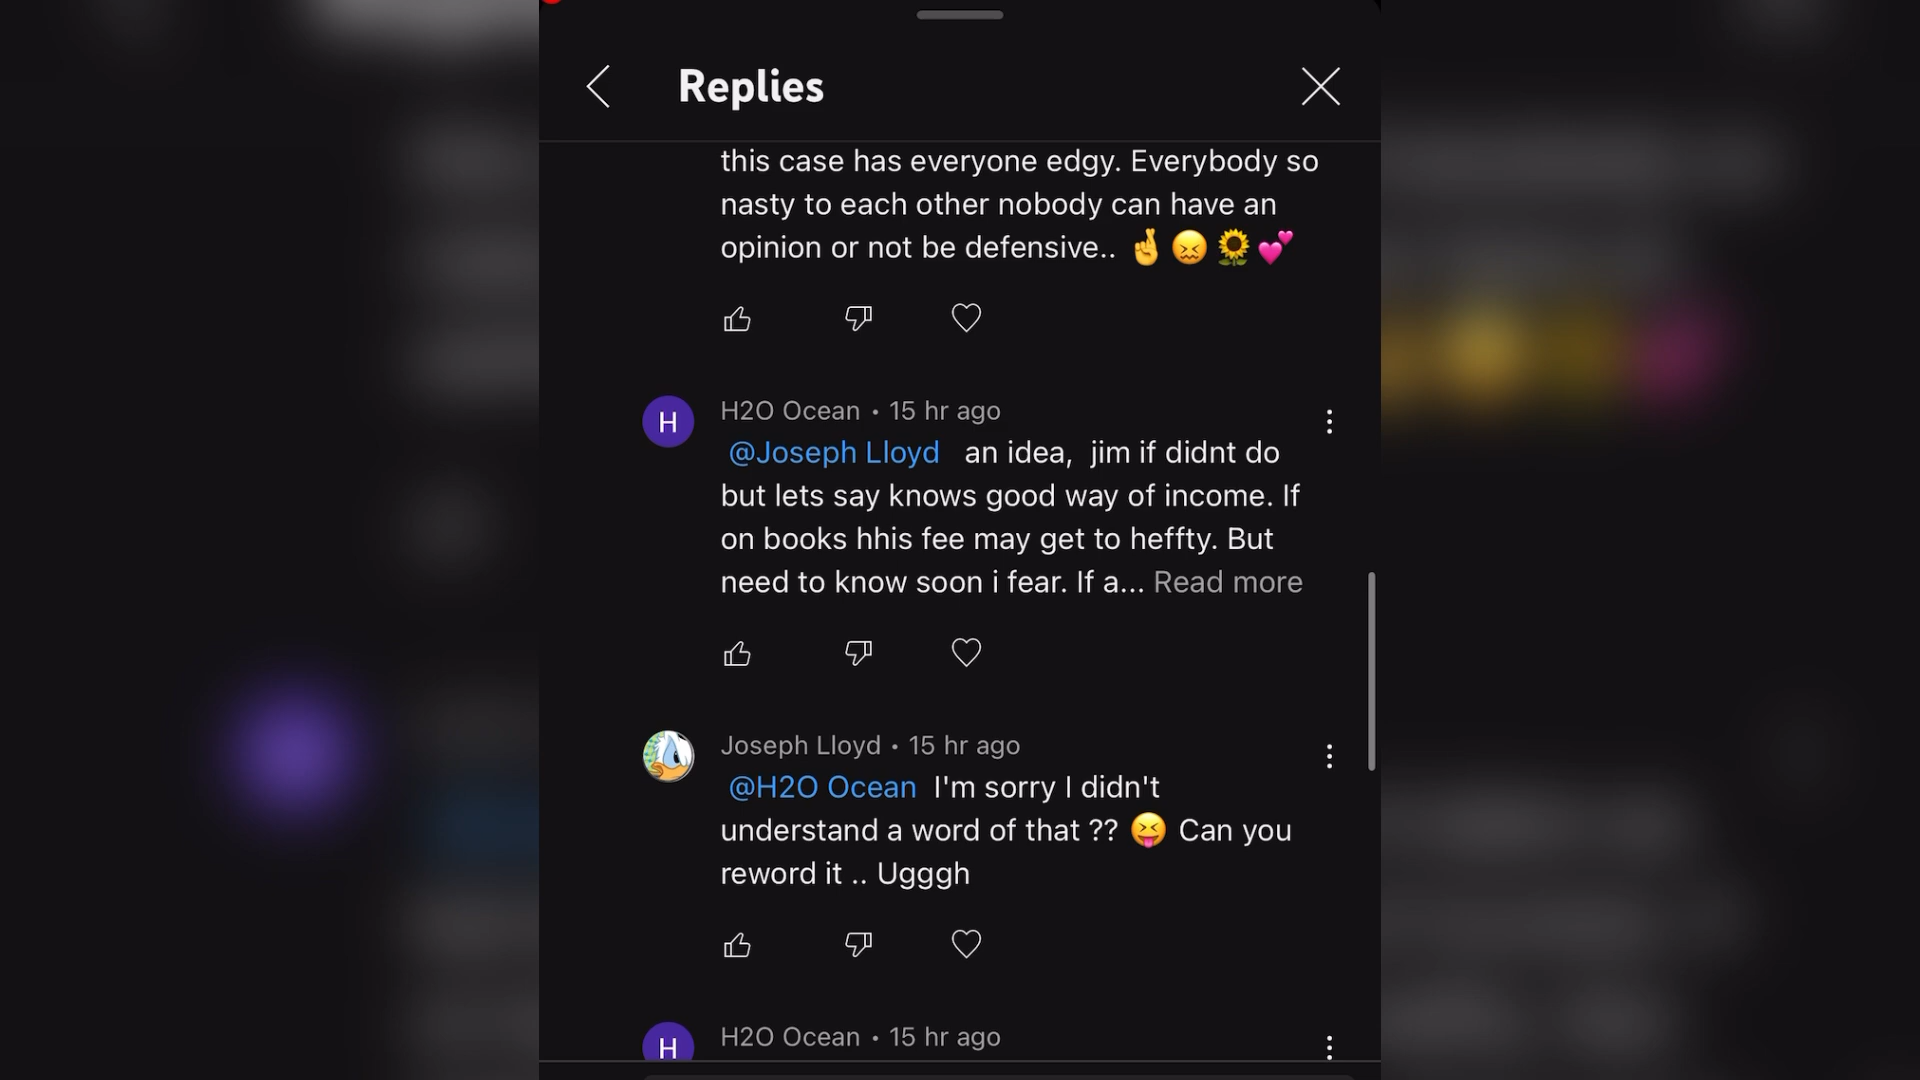 Replies
this case has everyone edgy. Everybody so
nasty to each other nobody can have an
opinion or not be defensive.. 🤞😖🌻💕
H
H2O Ocean • 15 hr ago
@Joseph Lloyd an idea, jim if didnt do
but lets say knows good way of income. If
on books hhis fee may get to heffty. But
need to know soon i fear. If a... Read more
Joseph Lloyd • 15 hr ago
@H2O Ocean I'm sorry I didn't
understand a word of that ?? 😝 Can you
reword it .. Ugggh
H
H2O Ocean • 15 hr ago